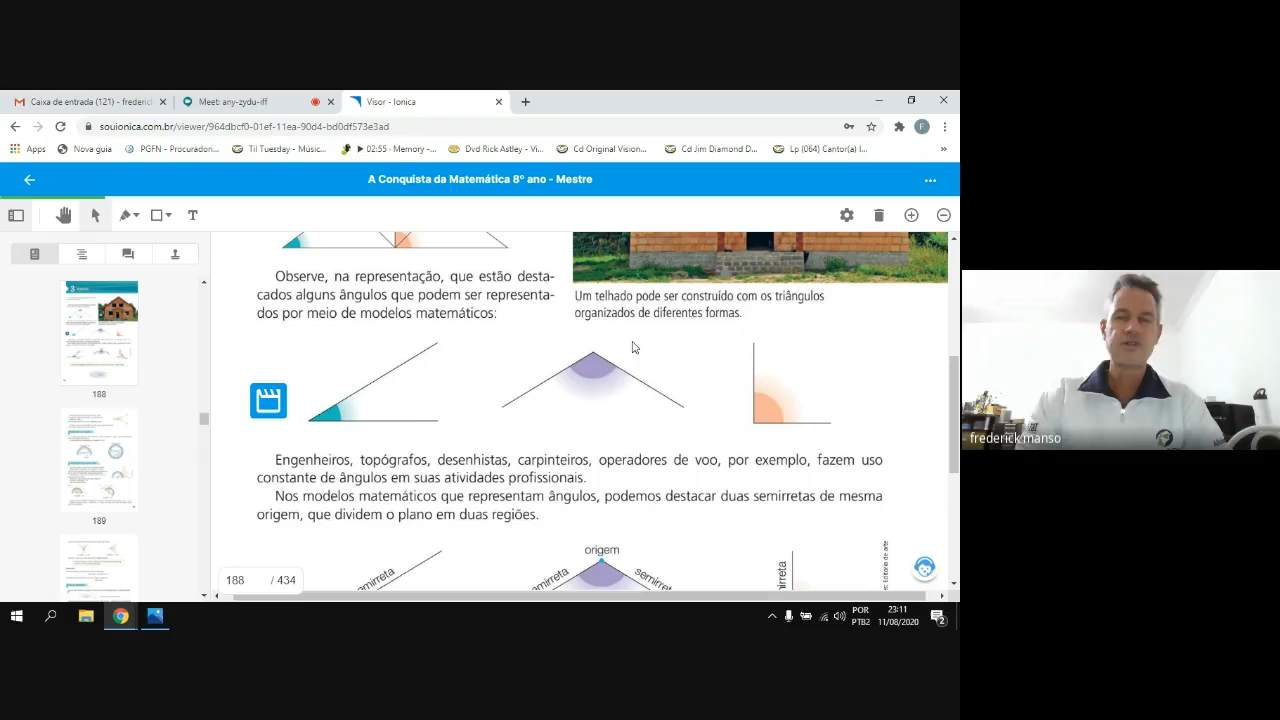 Caixa de entrada (121) - frederic
Meet: any-zydu-iff
Visor - Ionica
souionica.com.br/viewer/964dbcf0-01ef-11ea-90d4-bd0df573e3ad
F
Apps
Nova guia
PGFN - Procuradori...
Til Tuesday - Músic...
02:55 · Memory -...
Dvd Rick Astley - Vi...
Cd Original Vision...
Cd Jim Diamond D...
Lp (064) Cantor(a) I...
»
A Conquista da Matemática 8º ano - Mestre
T
Observe, na representação, que estão desta-
cados alguns ângulos que podem ser representa-
dos por meio de modelos matemáticos.
Um telhado pode ser construído com os triângulos
organizados de diferentes formas.
188
189
Engenheiros, topógrafos, desenhistas, carpinteiros, operadores de voo, por exemplo, fazem uso
constante de ângulos em suas atividades profissionais.
Nos modelos matemáticos que representam ângulos, podemos destacar duas semirretas de mesma
origem, que dividem o plano em duas regiões.
origem
semirre
irreta
188
434
frederick manso
POR
PTB2
23:11
11/08/2020
2